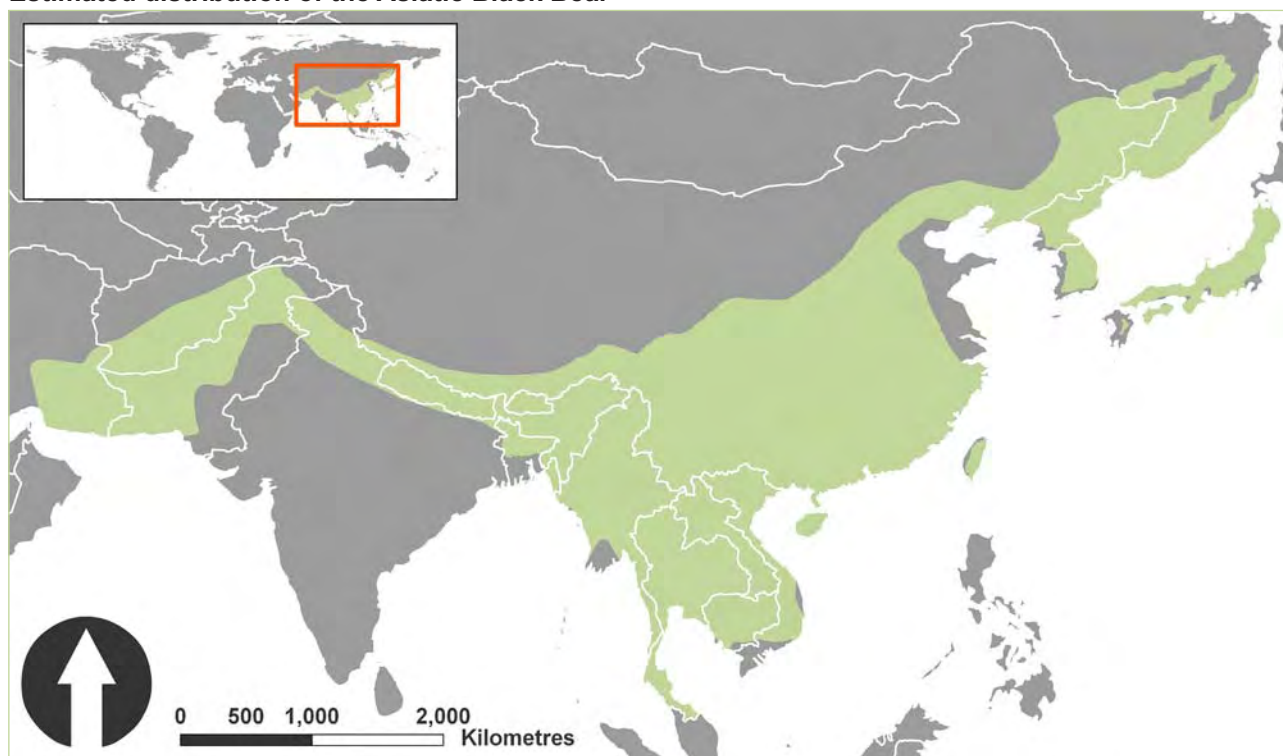 Estimated distribution of the Asiatic Black Bear
0 500 1,000 2,000
Kilometres